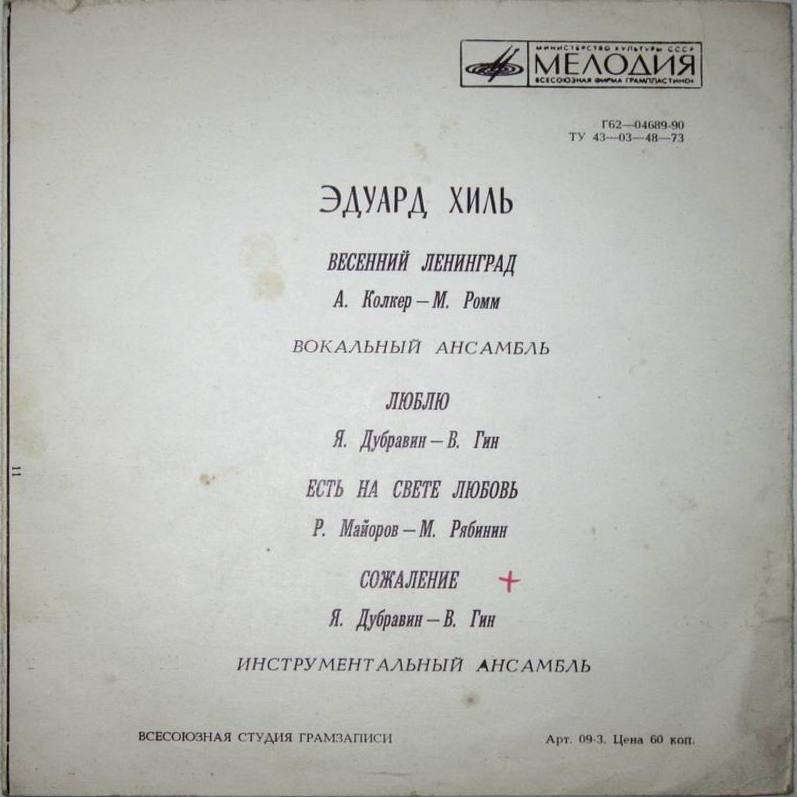 МИНИСТЕРСТВО КУЛЬТУРЫ СССР
МЕЛОДИЯ
ВСЕСОЮЗНАЯ ФИРМА ГРАМПЛАСТИНОК
Г62—04689-90
ТУ 43—03—48—73
ЭДУАРД ХИЛЬ
ВЕСЕННИЙ ЛЕНИНГРАД
А. Колкер — М. Ромм
ВОКАЛЬНЫЙ АНСАМБЛЬ
ЛЮБЛЮ
Я. Дубравин — В. Гин
ЕСТЬ НА СВЕТЕ ЛЮБОВЬ
Р. Майоров — М. Рябинин
СОЖАЛЕНИЕ +
Я. Дубравин — В. Гин
ИНСТРУМЕНТАЛЬНЫЙ АНСАМБЛЬ
11
ВСЕСОЮЗНАЯ СТУДИЯ ГРАМЗАПИСИ
Арт. 09-3. Цена 60 коп.